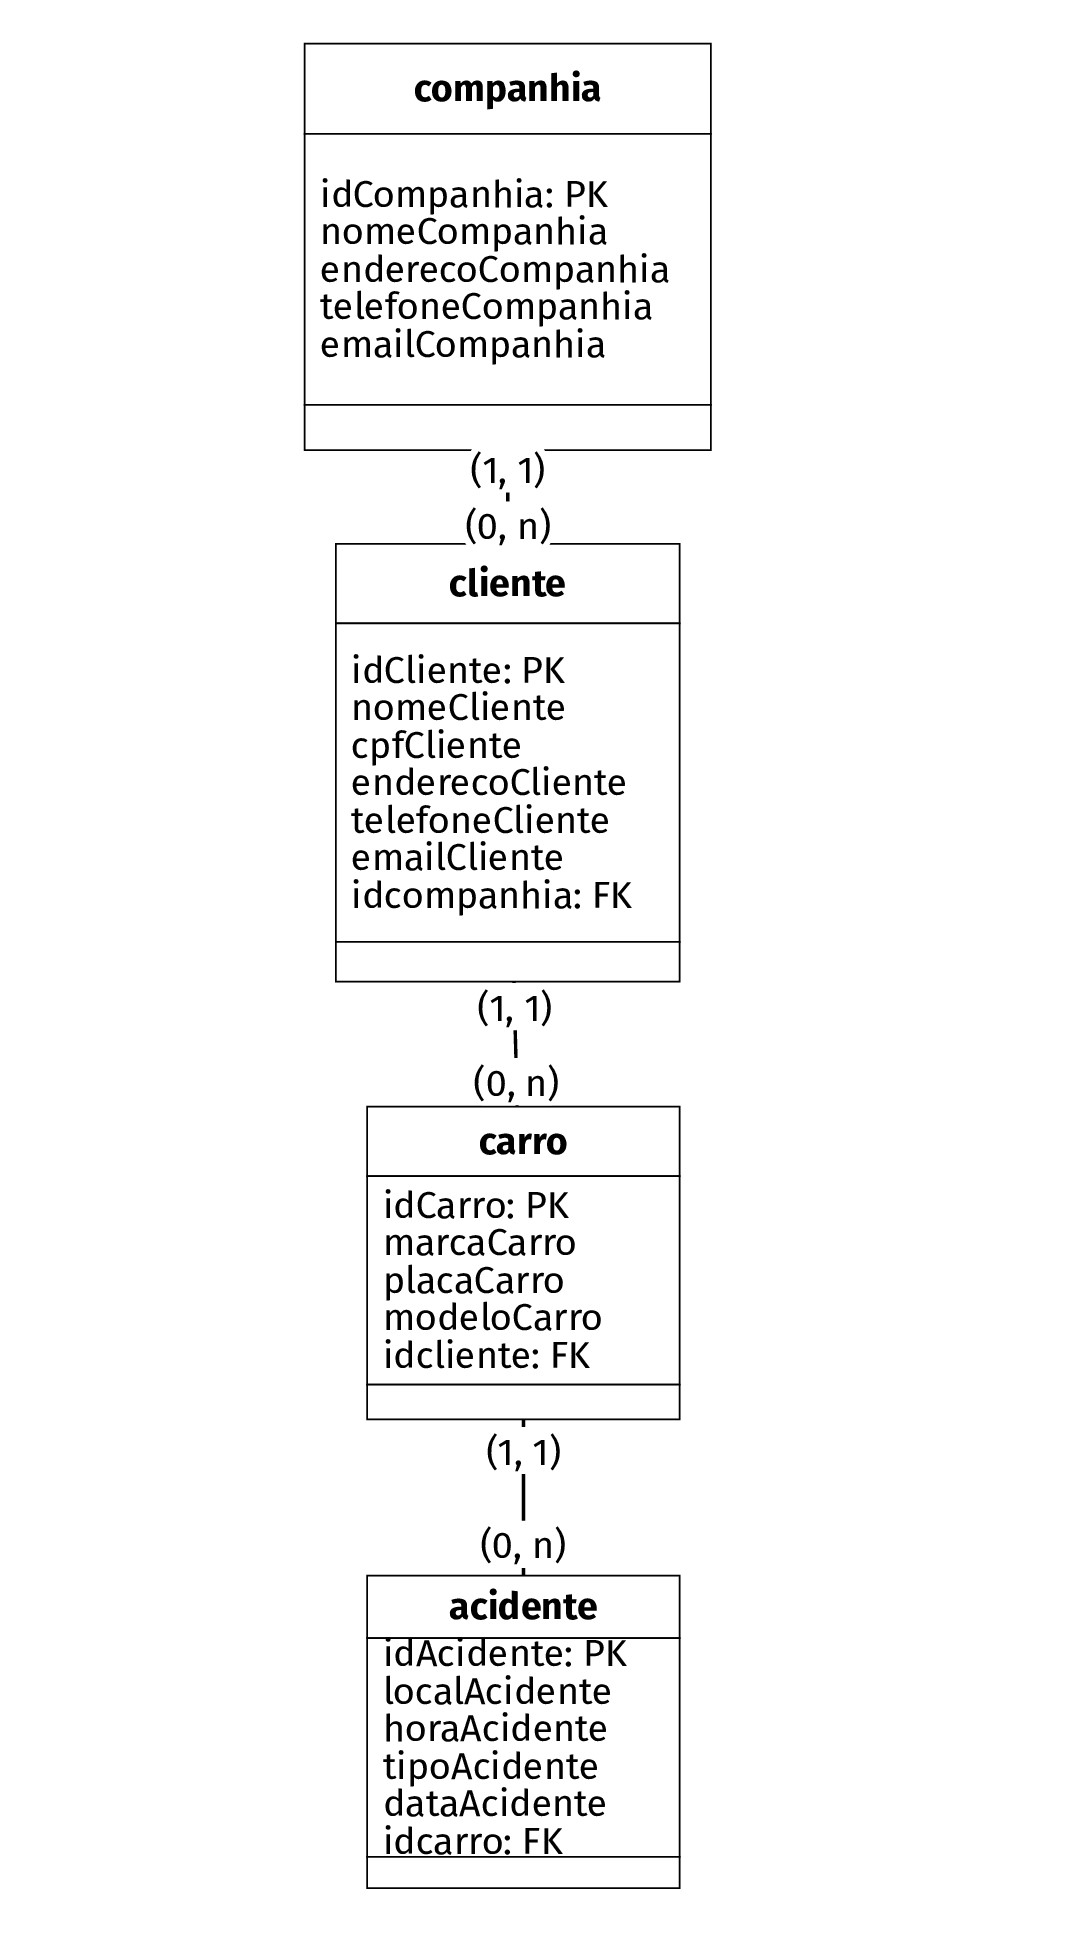 companhia
idCompanhia: PK
nomeCompanhia
enderecoCompanhia
telefoneCompanhia
emailCompanhia
(1, 1)
(0, n)
cliente
idCliente: PK
nomeCliente
cpfCliente
enderecoCliente
telefoneCliente
emailCliente
idcompanhia: FK
(1, 1)
(0, n)
carro
idCarro: PK
marcaCarro
placaCarro
modeloCarro
idcliente: FK
(1, 1)
(0, n)
acidente
idAcidente: PK
localAcidente
horaAcidente
tipoAcidente
dataAcidente
idcarro: FK